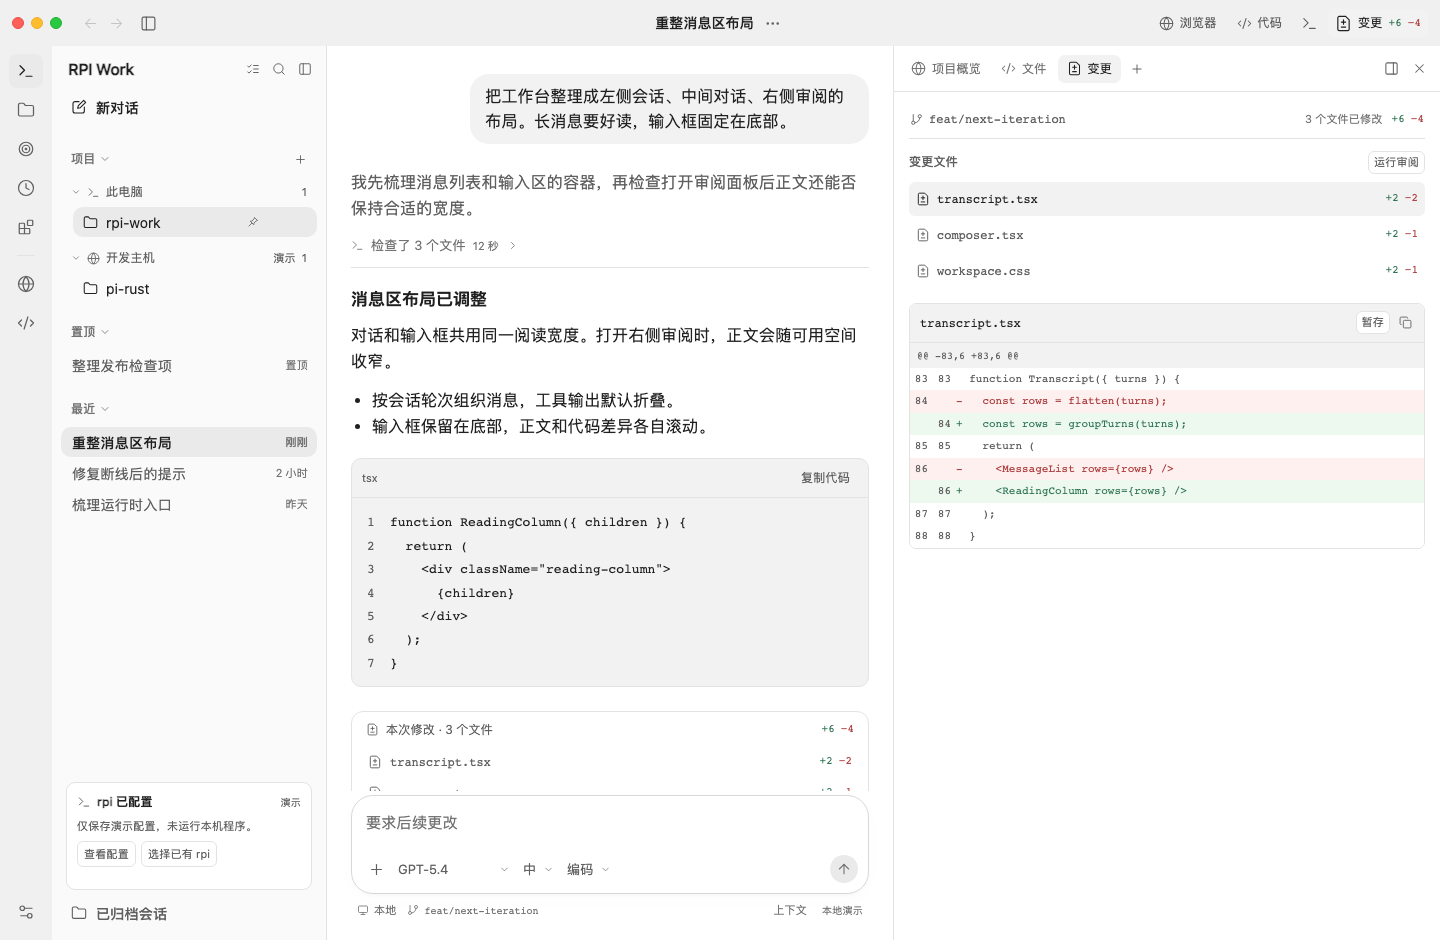 重整消息区布局
浏览器
代码
变更 +6 −4
RPI Work
新对话
项目
此电脑 1
rpi-work
开发主机 演示 1
pi-rust
置顶
整理发布检查项 置顶
最近
重整消息区布局 刚刚
修复断线后的提示 2 小时
梳理运行时入口 昨天
rpi 已配置 演示
仅保存演示配置，未运行本机程序。
查看配置 选择已有 rpi
已归档会话
把工作台整理成左侧会话、中间对话、右侧审阅的
布局。长消息要好读，输入框固定在底部。
我先梳理消息列表和输入区的容器，再检查打开审阅面板后正文还能否
保持合适的宽度。
检查了 3 个文件 12 秒
消息区布局已调整
对话和输入框共用同一阅读宽度。打开右侧审阅时，正文会随可用空间
收窄。
• 按会话轮次组织消息，工具输出默认折叠。
• 输入框保留在底部，正文和代码差异各自滚动。
tsx 复制代码
1 function ReadingColumn({ children }) {
2 return (
3 <div className="reading-column">
4 {children}
5 </div>
6 );
7 }
本次修改 · 3 个文件 +6 −4
transcript.tsx +2 −2
要求后续更改
GPT-5.4 中 编码
本地 feat/next-iteration 上下文 本地演示
项目概览 文件 变更
feat/next-iteration 3 个文件已修改 +6 −4
变更文件 运行审阅
transcript.tsx +2 −2
composer.tsx +2 −1
workspace.css +2 −1
transcript.tsx 暂存
@@ −83,6 +83,6 @@
83 83 function Transcript({ turns }) {
84 − const rows = flatten(turns);
84 + const rows = groupTurns(turns);
85 85 return (
86 − <MessageList rows={rows} />
86 + <ReadingColumn rows={rows} />
87 87 );
88 88 }